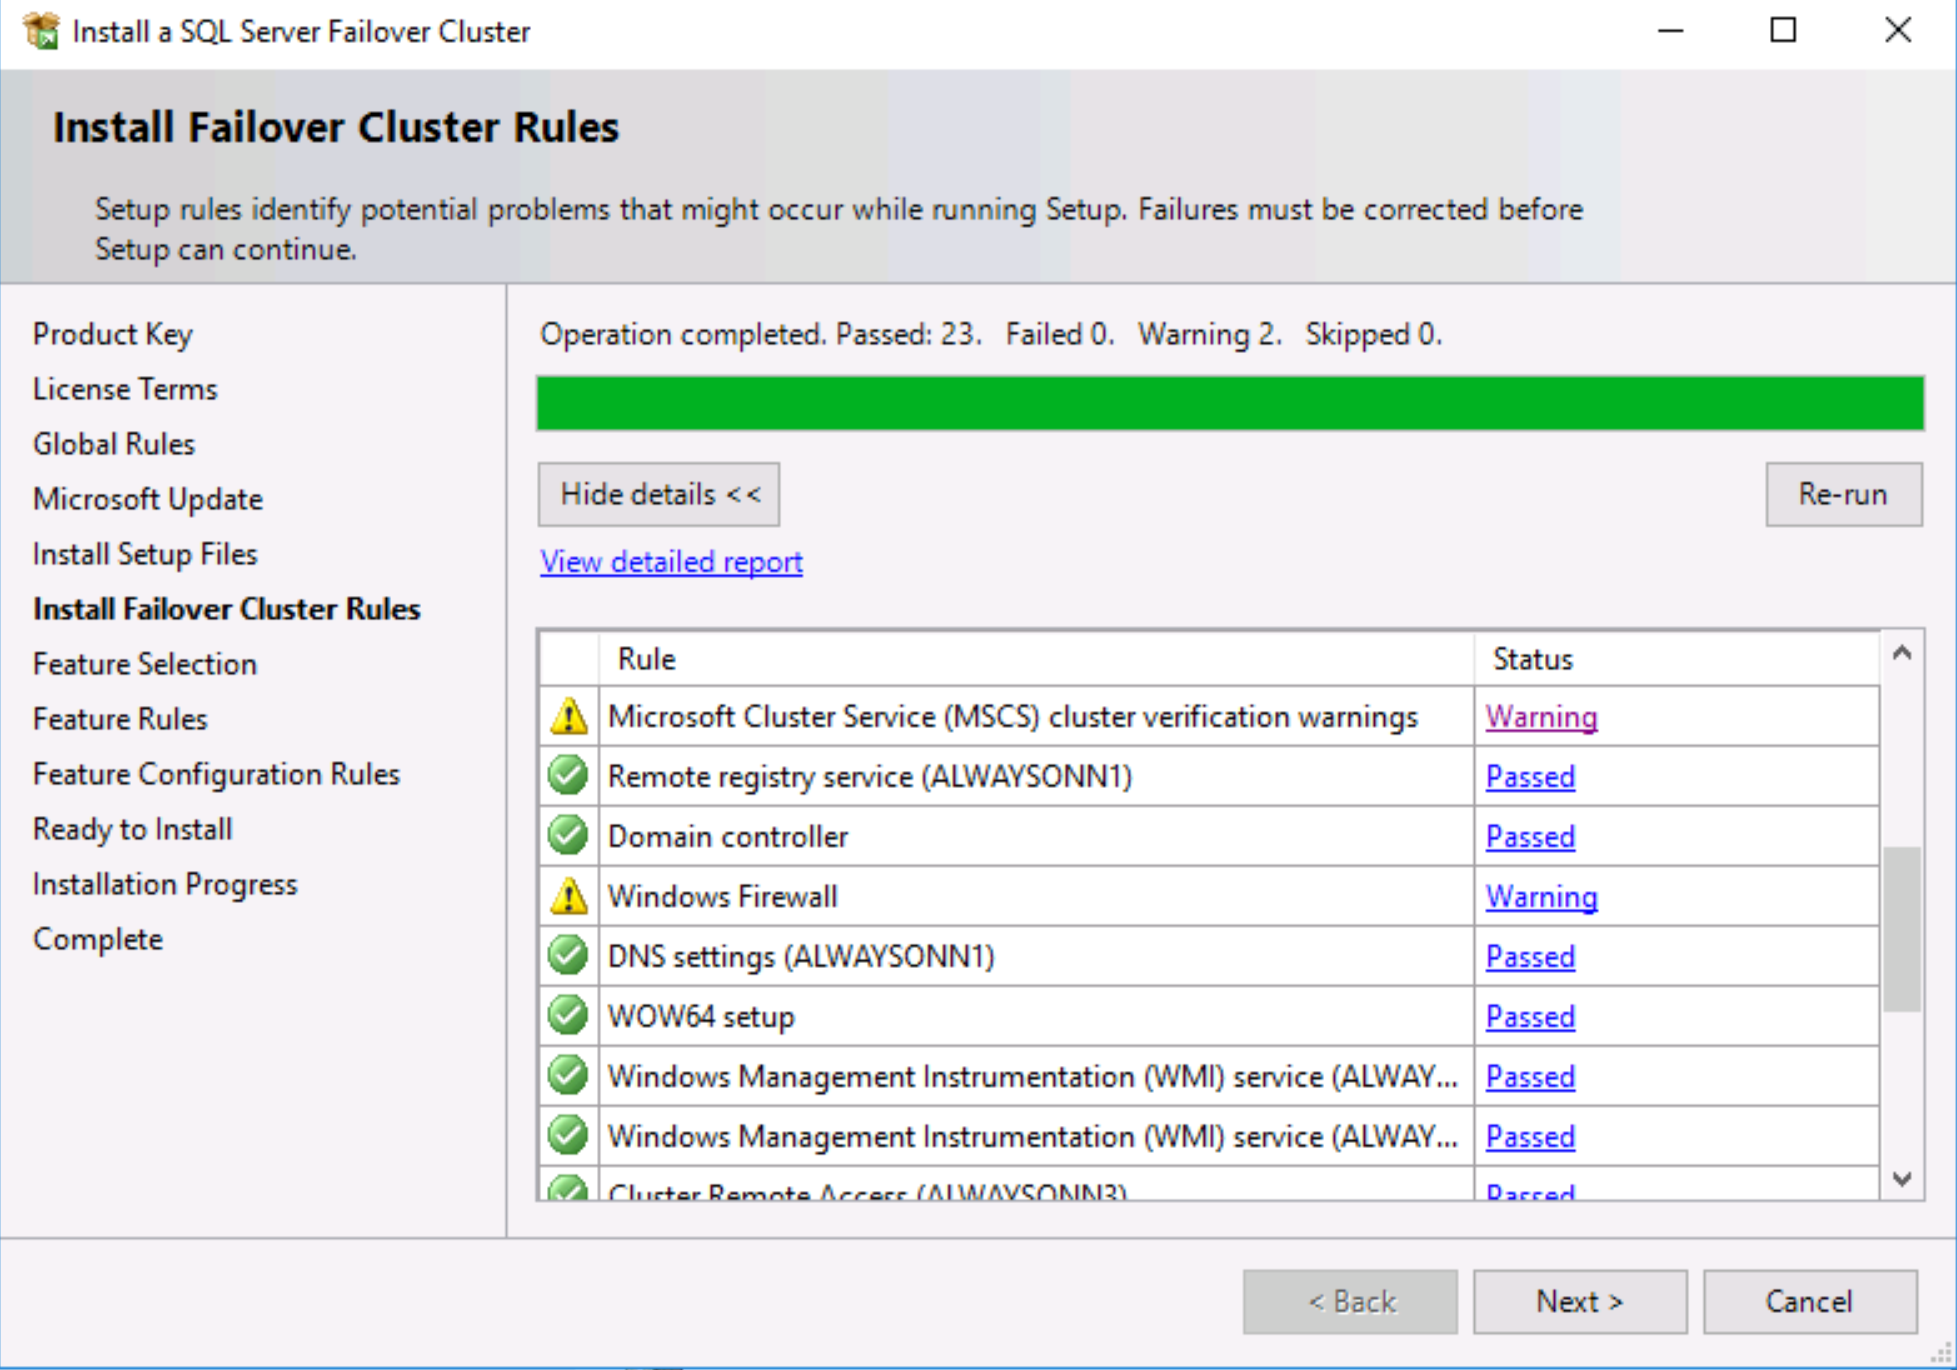 Install a SQL Server Failover Cluster
Install Failover Cluster Rules
Setup rules identify potential problems that might occur while running Setup. Failures must be corrected before
Setup can continue.
Product Key
License Terms
Global Rules
Microsoft Update
Install Setup Files
Install Failover Cluster Rules
Feature Selection
Feature Rules
Feature Configuration Rules
Ready to Install
Installation Progress
Complete
Operation completed. Passed: 23. Failed 0. Warning 2. Skipped 0.
Hide details <<
Re-run
View detailed report
Rule Status
Microsoft Cluster Service (MSCS) cluster verification warnings Warning
Remote registry service (ALWAYSONN1) Passed
Domain controller Passed
Windows Firewall Warning
DNS settings (ALWAYSONN1) Passed
WOW64 setup Passed
Windows Management Instrumentation (WMI) service (ALWAY... Passed
Windows Management Instrumentation (WMI) service (ALWAY... Passed
Cluster Remote Access (ALWAYSONN3) Passed
< Back Next > Cancel